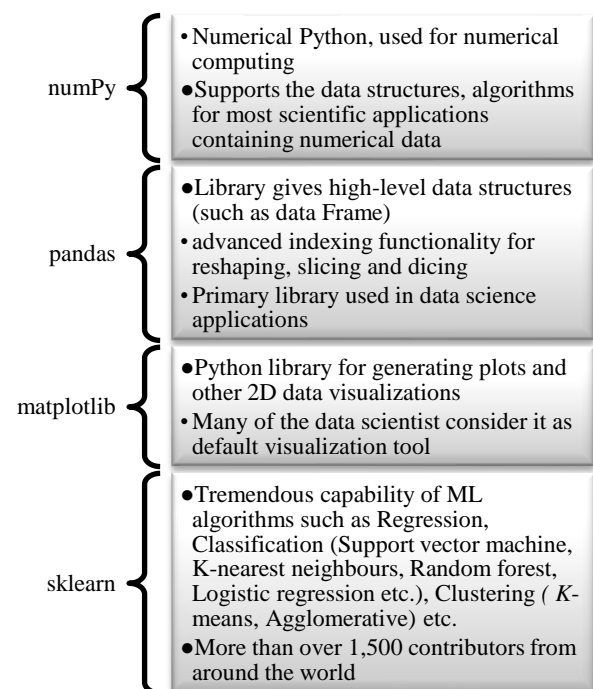 numPy
• Numerical Python, used for numerical
computing
●Supports the data structures, algorithms
for most scientific applications
containing numerical data
pandas
●Library gives high-level data structures
(such as data Frame)
• advanced indexing functionality for
reshaping, slicing and dicing
• Primary library used in data science
applications
matplotlib
●Python library for generating plots and
other 2D data visualizations
• Many of the data scientist consider it as
default visualization tool
sklearn
●Tremendous capability of ML
algorithms such as Regression,
Classification (Support vector machine,
K-nearest neighbours, Random forest,
Logistic regression etc.), Clustering ( K-
means, Agglomerative) etc.
●More than over 1,500 contributors from
around the world